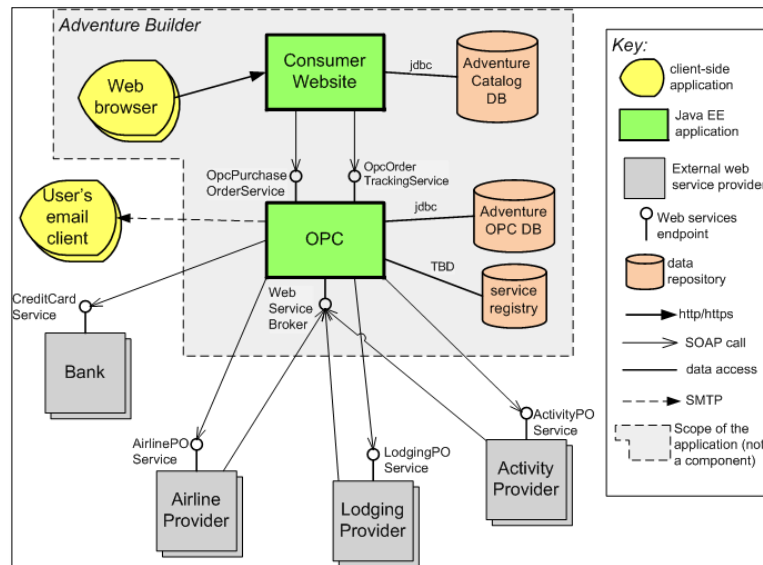 Adventure Builder
Web
browser
Consumer
Website
jdbc
Adventure
Catalog
DB
OpcPurchase
OrderService
OpcOrder
TrackingService
User's
email
client
OPC
jdbc
Adventure
OPC DB
TBD
service
registry
Web
Service
Broker
CreditCard
Service
Bank
AirlinePO
Service
Airline
Provider
LodgingPO
Service
Lodging
Provider
ActivityPO
Service
Activity
Provider
Key:
client-side
application
Java EE
application
External web
service provider
Web services
endpoint
data
repository
http/https
SOAP call
data access
SMTP
Scope of the
application (not
a component)